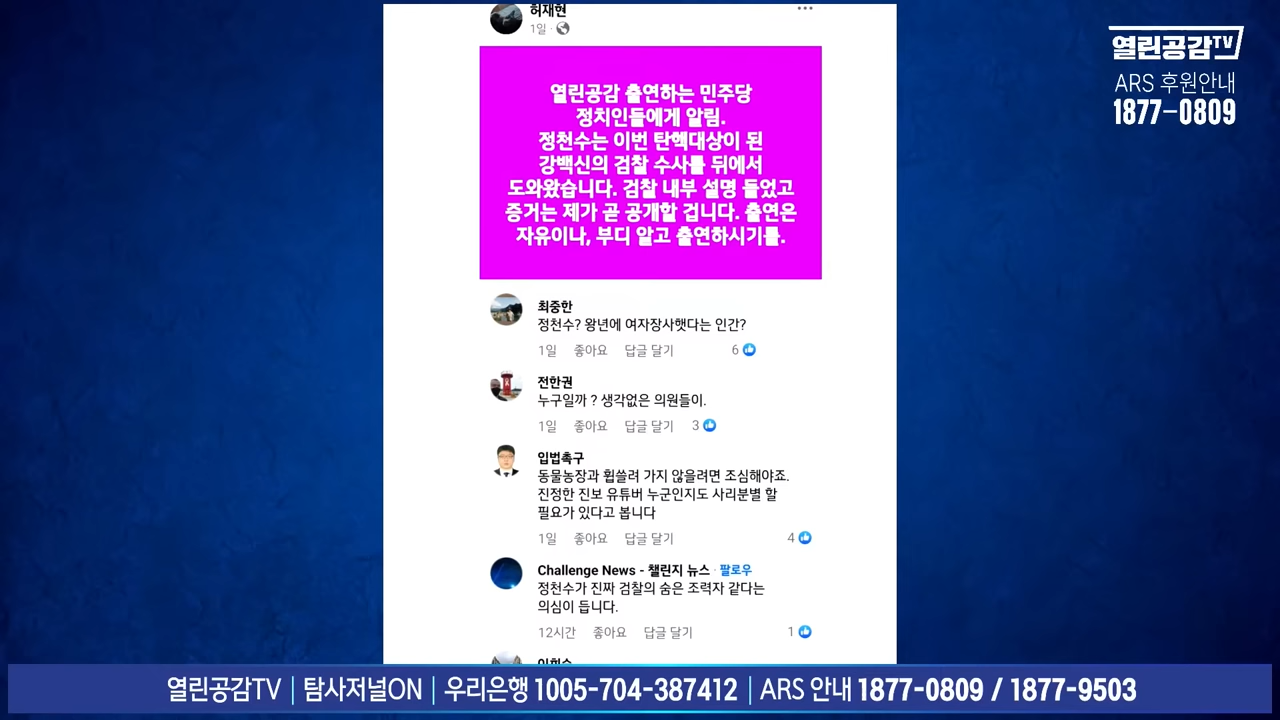 허재현
1일 ·
열린공감TV
ARS 후원안내
1877-0809
열린공감 출연하는 민주당
정치인들에게 알림.
정천수는 이번 탄핵대상이 된
강백신의 검찰 수사를 뒤에서
도와왔습니다. 검찰 내부 설명 들었고
증거는 제가 곧 공개할 겁니다. 출연은
자유이나, 부디 알고 출연하시기를.
최중한
정천수? 왕년에 여자장사햇다는 인간?
1일 좋아요 답글 달기 6
전한권
누구일까 ? 생각없은 의원들이.
1일 좋아요 답글 달기 3
입법촉구
동물농장과 휩쓸려 가지 않을려면 조심해야죠.
진정한 진보 유튜버 누군인지도 사리분별 할
필요가 있다고 봅니다
1일 좋아요 답글 달기 4
Challenge News - 챌린지 뉴스 · 팔로우
정천수가 진짜 검찰의 숨은 조력자 같다는
의심이 듭니다.
12시간 좋아요 답글 달기 1
열린공감TV | 탐사저널ON | 우리은행 1005-704-387412 | ARS 안내 1877-0809 / 1877-9503